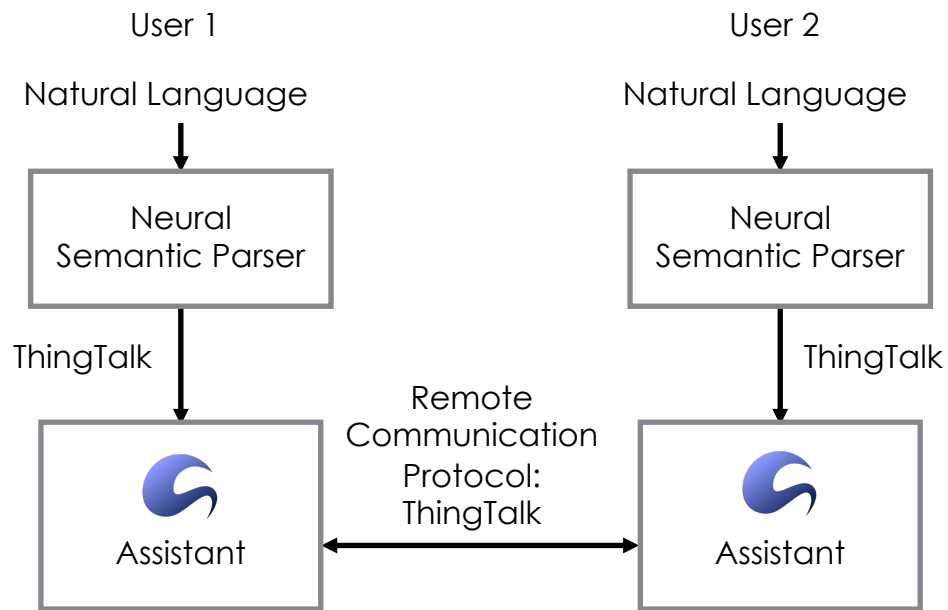 User 1
User 2
Natural Language
Natural Language
Neural
Semantic Parser
Neural
Semantic Parser
ThingTalk
ThingTalk
Remote
Communication
Protocol:
ThingTalk
Assistant
Assistant